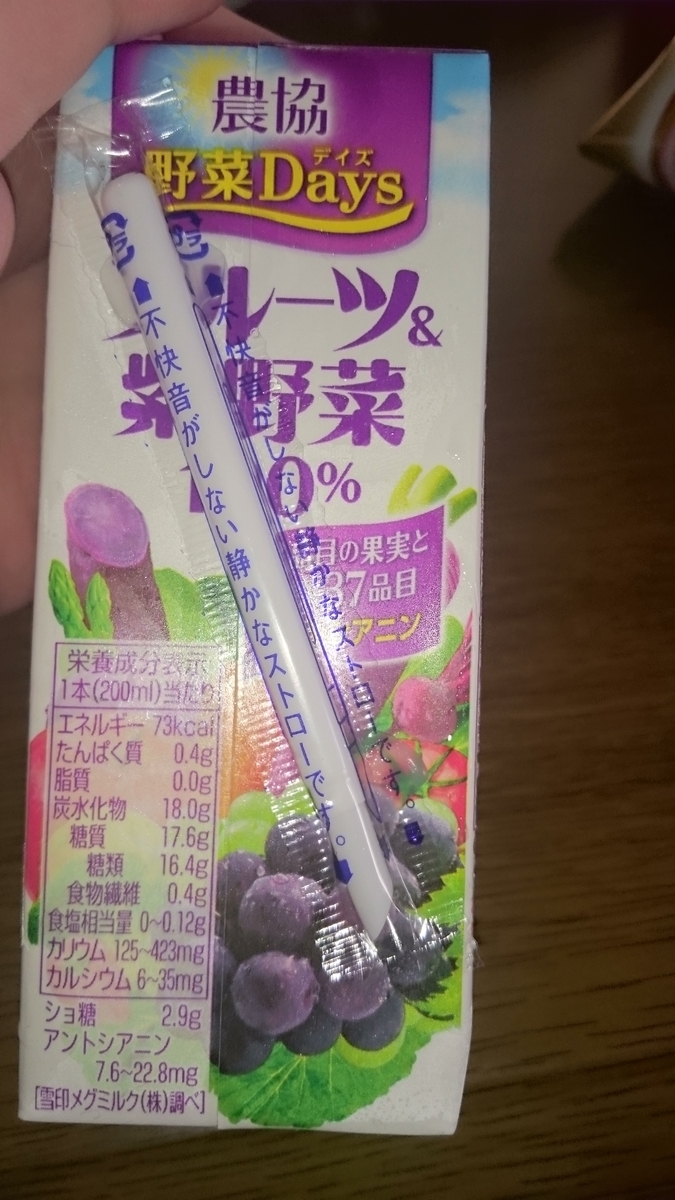 農協
デイズ
野菜Days
ルーツ&
野菜
0%
目の果実と
37品目
アニン
不快音がしない静かなストローです。
不快音がしない静かなストローです。
プラ
栄養成分表示
1本(200ml)当たり
エネルギー 73kcal
たんぱく質 0.4g
脂質 0.0g
炭水化物 18.0g
糖質 17.6g
糖類 16.4g
食物繊維 0.4g
食塩相当量 0~0.12g
カリウム 125~423mg
カルシウム 6~35mg
ショ糖 2.9g
アントシアニン
7.6~22.8mg
[雪印メグミルク(株)調べ]